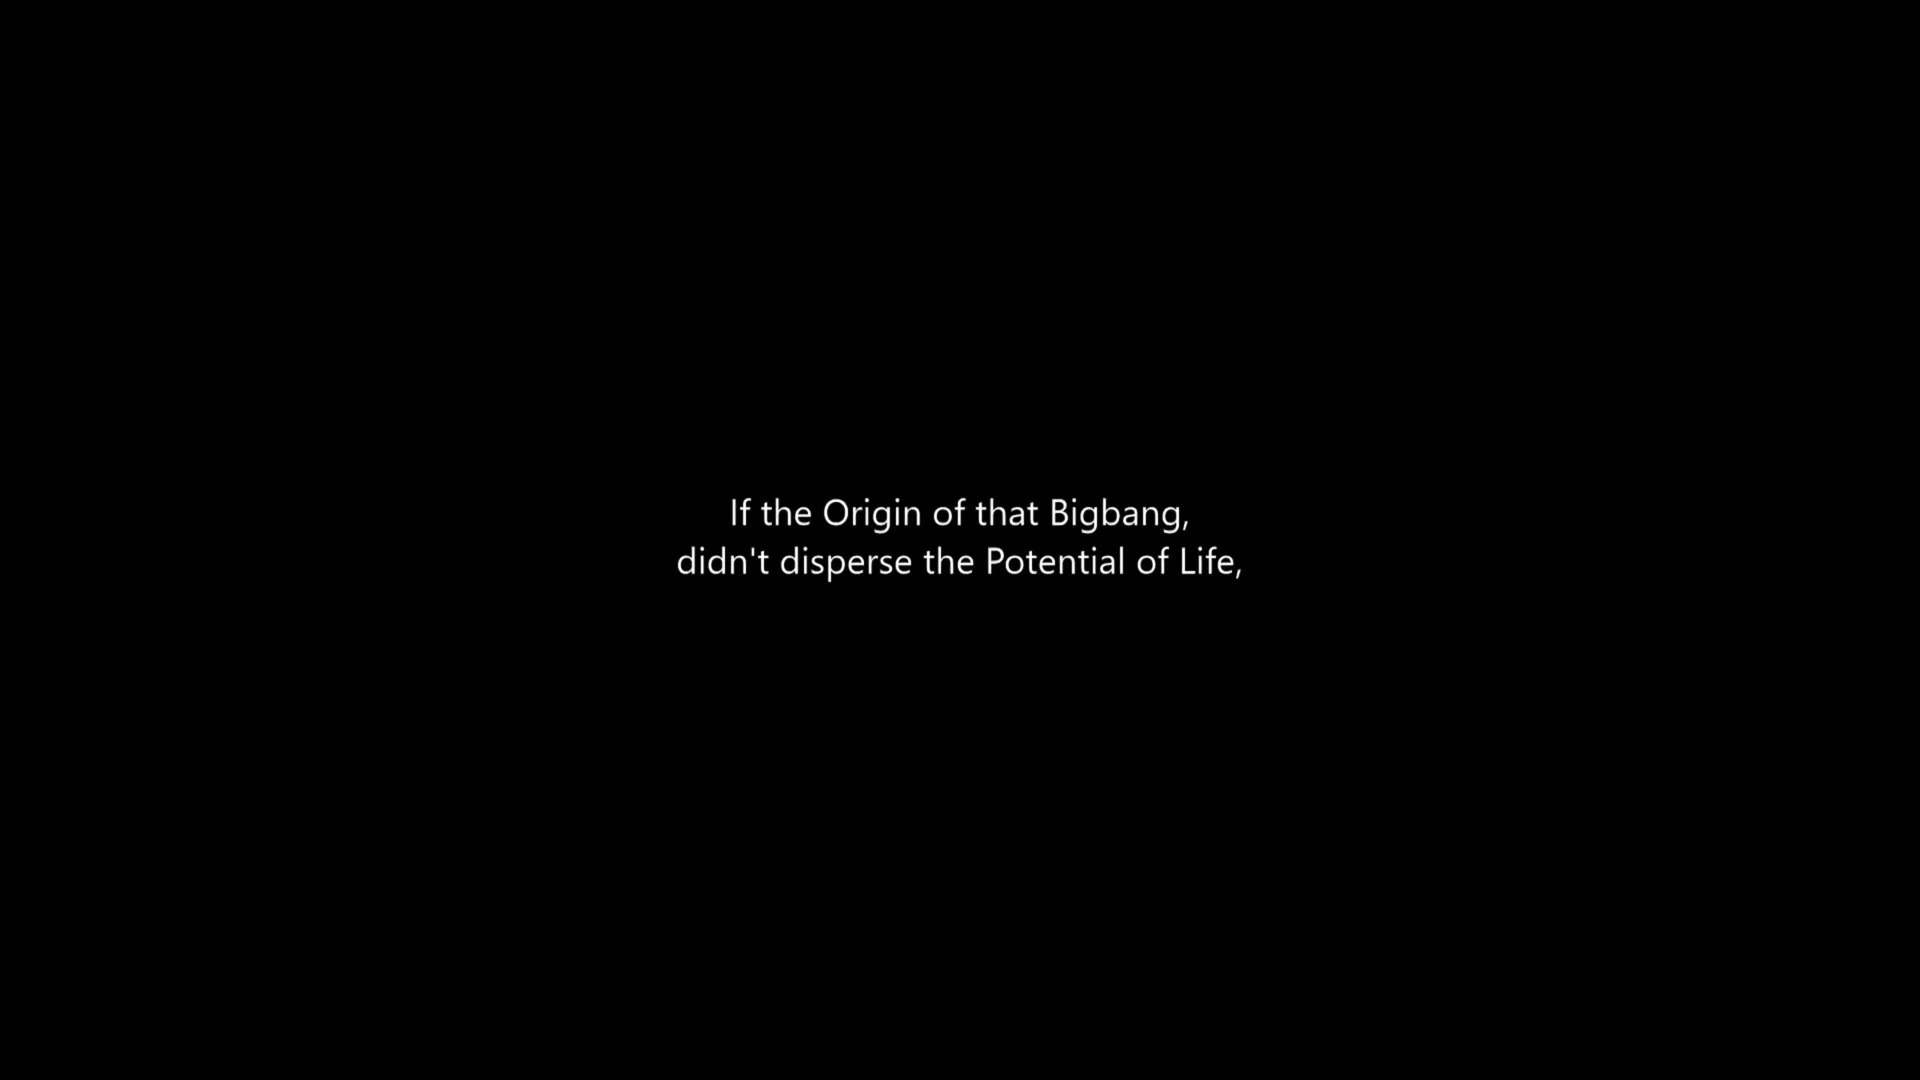 If the Origin of that Bigbang,
didn't disperse the Potential of Life,